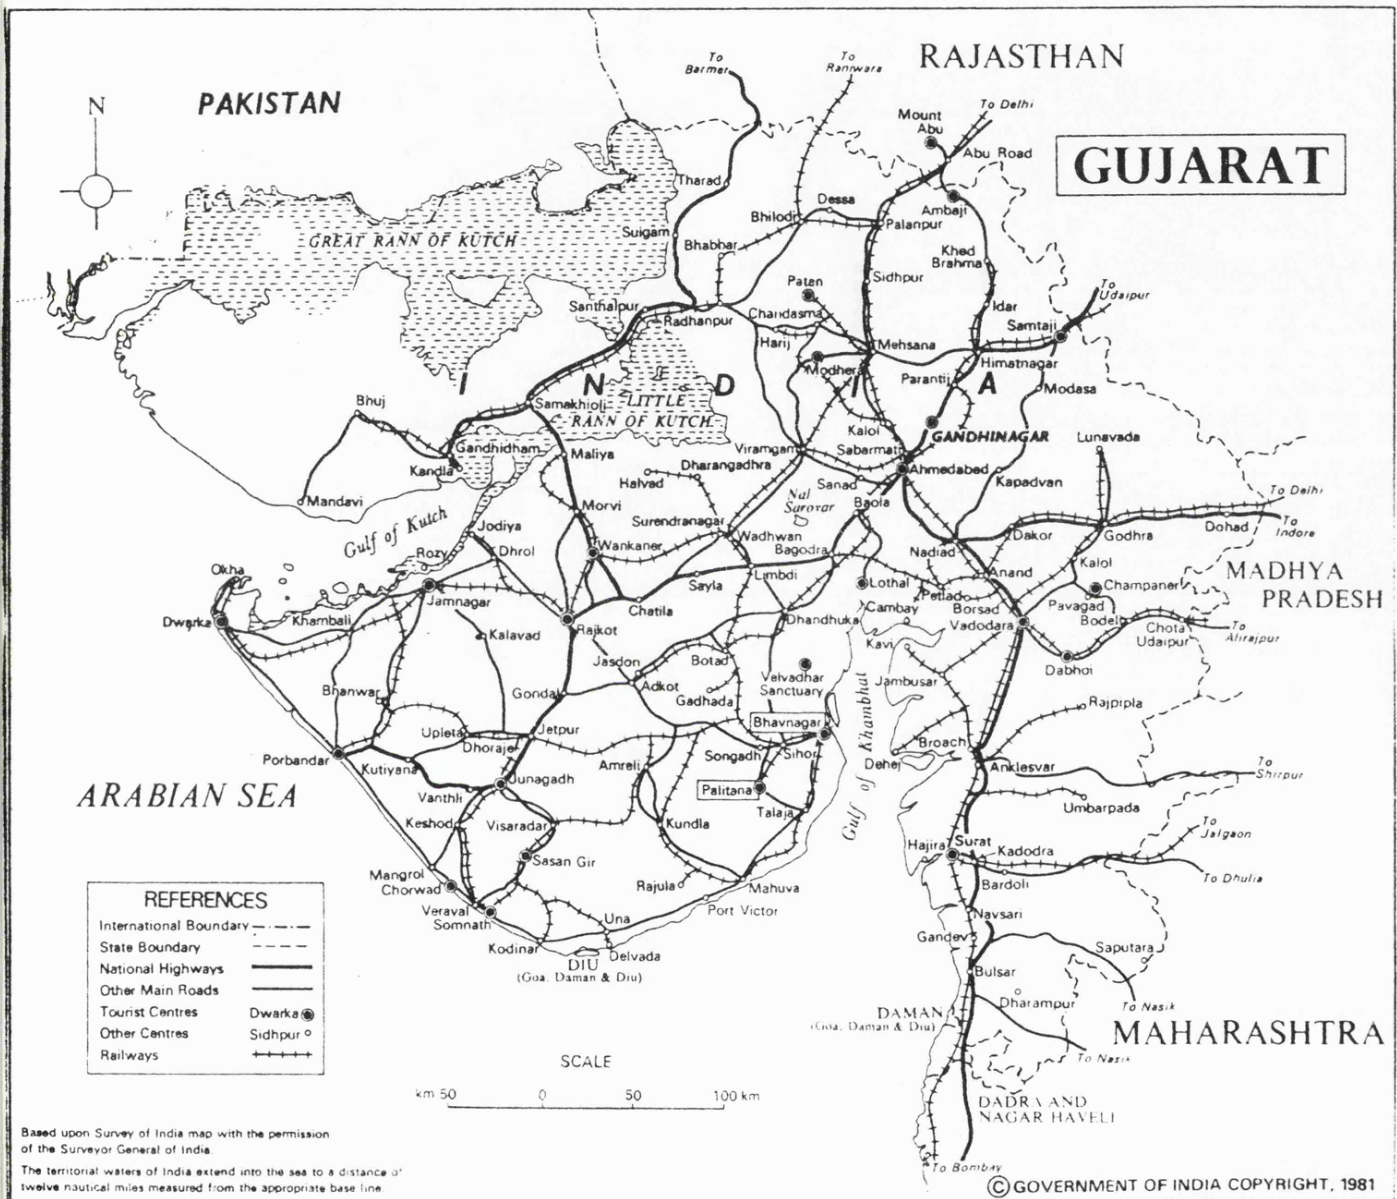 To
Barmer
To
Raniwara
RAJASTHAN
N
PAKISTAN
To Delhi
Mount
Abu
Abu Road
GUJARAT
Tharad
Dessa
Ambaji
Bhilodi
Palanpur
Suigam
Bhabhar
GREAT RANN OF KUTCH
Khed
Brahma
Sidhpur
Patan
To
Udaipur
Santhalpur
Radhanpur
Chandasma
Idar
Samtaji
Harij
Mehsana
Himatnagar
Modhera
Parantij
I N D I A
Modasa
Bhuj
Samakhioli
LITTLE
RANN OF KUTCH
Kalol
GANDHINAGAR
Lunavada
Gandhidham
Maliya
Viramgam
Sabarmati
Kandla
Dharangadhra
Ahmedabad
Halvad
Sanad
Kapadvan
Mandavi
Nal
Sarovar
Baola
To Delhi
Morvi
Gulf of Kutch
Jodiya
Surendranagar
Wadhwan
Dohad
To
Indore
Rozy
Dhrol
Wankaner
Bagodra
Nadiad
Dakor
Godhra
Okha
Limbdi
Anand
Kalol
MADHYA
PRADESH
Jamnagar
Sayla
Lothal
Petlad
Champaner
Chatila
Cambay
Borsad
Pavagad
Dwarka
Khambali
Rajkot
Dhandhuka
Vadodara
Bodeli
Chota
Udaipur
To
Alirajpur
Kalavad
Kavi
Jasdon
Botad
Dabhoi
Velvadhar
Sanctuary
Jambusar
Bhanwar
Gondal
Adkot
Gadhada
Rajpipla
Bhavnagar
Gulf of Khambhat
Upleta
Jetpur
Dhoraje
Songadh
Sihor
Broach
Porbandar
Kutiyana
Amreli
Dehej
Anklesvar
To
Shirpur
Junagadh
ARABIAN SEA
Vanthli
Palitana
Umbarpada
Talaja
Keshod
Visaradar
Kundla
To
Jalgaon
Hajira
Surat
Kadodra
Sasan Gir
Mangrol
Chorwad
Rajula
Mahuva
Bardoli
To Dhulia
Port Victor
Veraval
Somnath
Una
Navsari
Gandevi
Kodinar
Delvada
Saputara
DIU
(Goa, Daman & Diu)
Bulsar
Dharampur
To Nasik
DAMAN
(Goa, Daman & Diu)
MAHARASHTRA
To Nasik
DADRA AND
NAGAR HAVELI
To Bombay
REFERENCES
International Boundary
State Boundary
National Highways
Other Main Roads
Tourist Centres Dwarka
Other Centres Sidhpur
Railways
SCALE
km 50 0 50 100 km
Based upon Survey of India map with the permission
of the Surveyor General of India.
The territorial waters of India extend into the sea to a distance of
twelve nautical miles measured from the appropriate base line.
© GOVERNMENT OF INDIA COPYRIGHT, 1981